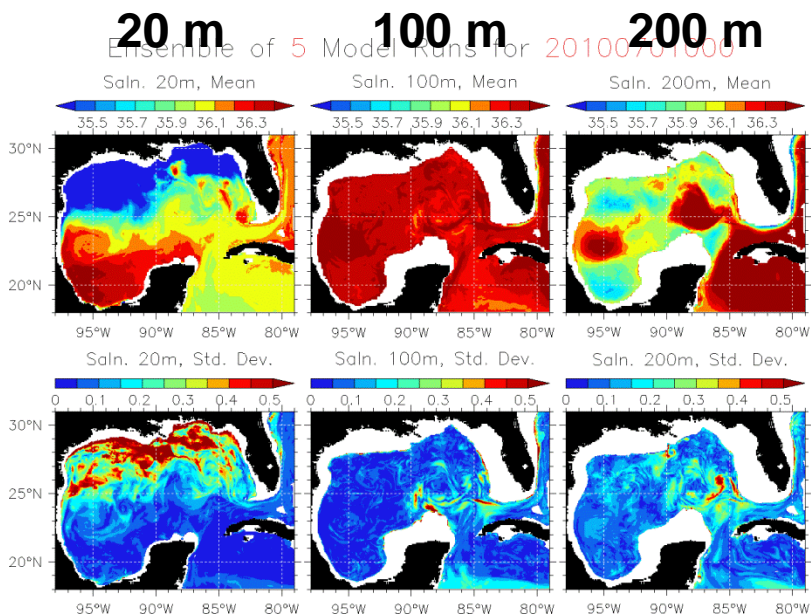 20 m 100 m 200 m
Ensemble of 5 Model Runs for 20100701000
Saln. 20m, Mean Saln. 100m, Mean Saln. 200m, Mean
35.5 35.7 35.9 36.1 36.3 35.5 35.7 35.9 36.1 36.3 35.5 35.7 35.9 36.1 36.3
30°N
25°N
20°N
95°W 90°W 85°W 80°W 95°W 90°W 85°W 80°W 95°W 90°W 85°W 80°W
Saln. 20m, Std. Dev. Saln. 100m, Std. Dev. Saln. 200m, Std. Dev.
0 0.1 0.2 0.3 0.4 0.5 0 0.1 0.2 0.3 0.4 0.5 0 0.1 0.2 0.3 0.4 0.5
30°N
25°N
20°N
95°W 90°W 85°W 80°W 95°W 90°W 85°W 80°W 95°W 90°W 85°W 80°W